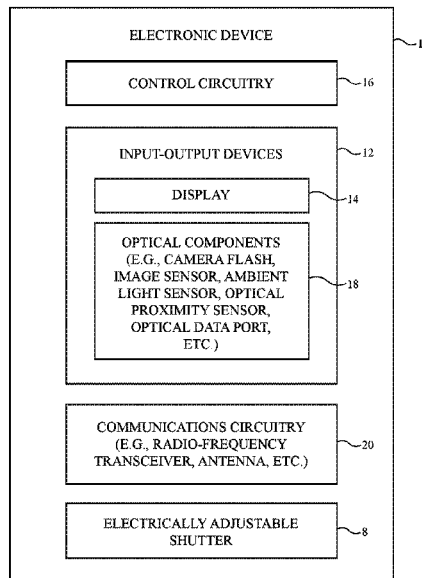 ELECTRONIC DEVICE
CONTROL CIRCUITRY
16
INPUT-OUTPUT DEVICES
12
DISPLAY
14
OPTICAL COMPONENTS
(E.G., CAMERA FLASH,
IMAGE SENSOR, AMBIENT
LIGHT SENSOR, OPTICAL
PROXIMITY SENSOR,
OPTICAL DATA PORT,
ETC.)
18
COMMUNICATIONS CIRCUITRY
(E.G., RADIO-FREQUENCY
TRANSCEIVER, ANTENNA, ETC.)
20
ELECTRICALLY ADJUSTABLE
SHUTTER
8